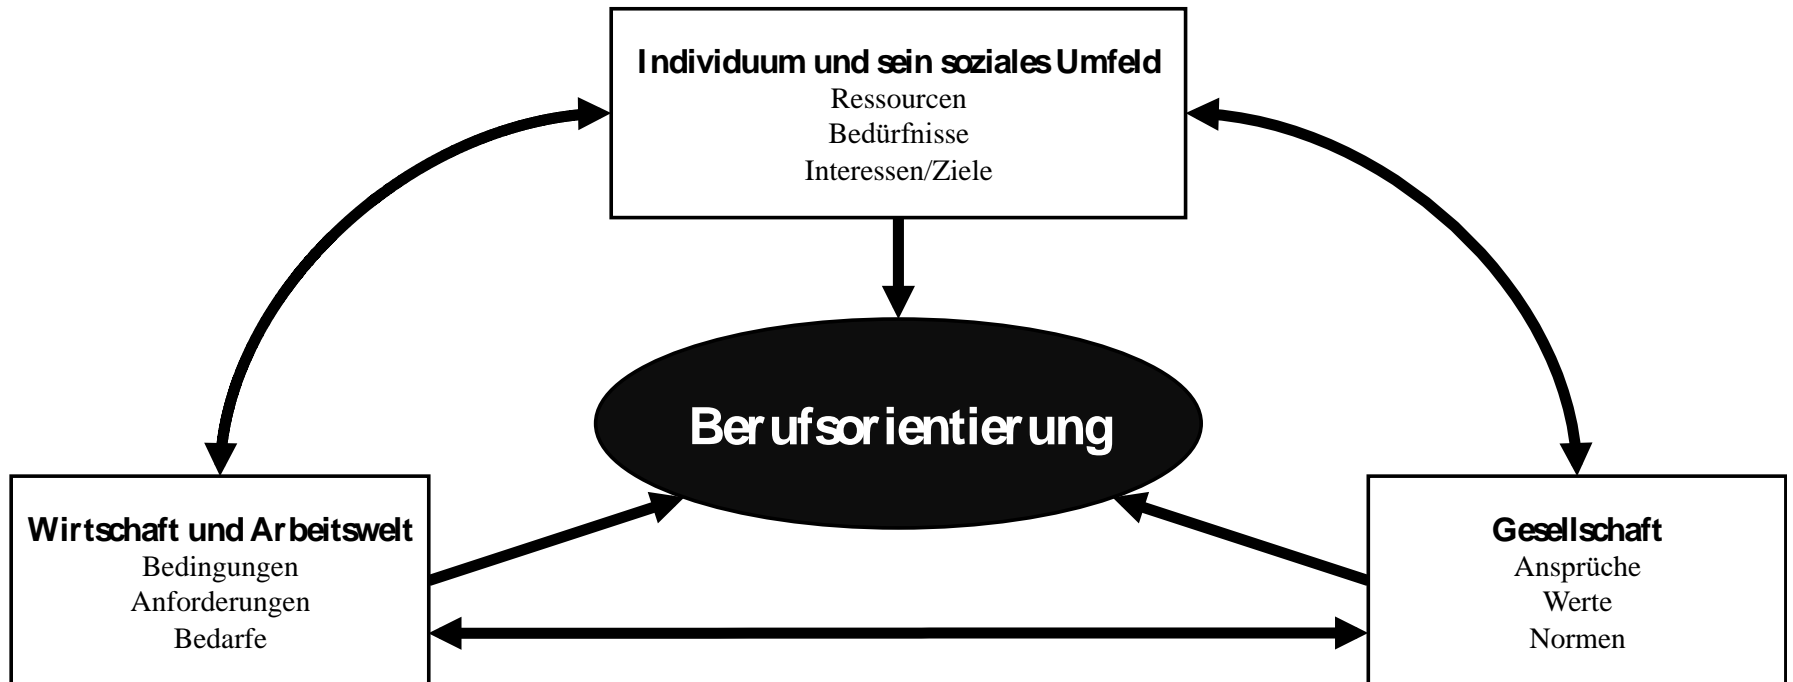 Individuum und sein soziales Umfeld
Ressourcen
Bedürfnisse
Interessen/Ziele
Berufsorientierung
Wirtschaft und Arbeitswelt
Bedingungen
Anforderungen
Bedarfe
Gesellschaft
Ansprüche
Werte
Normen